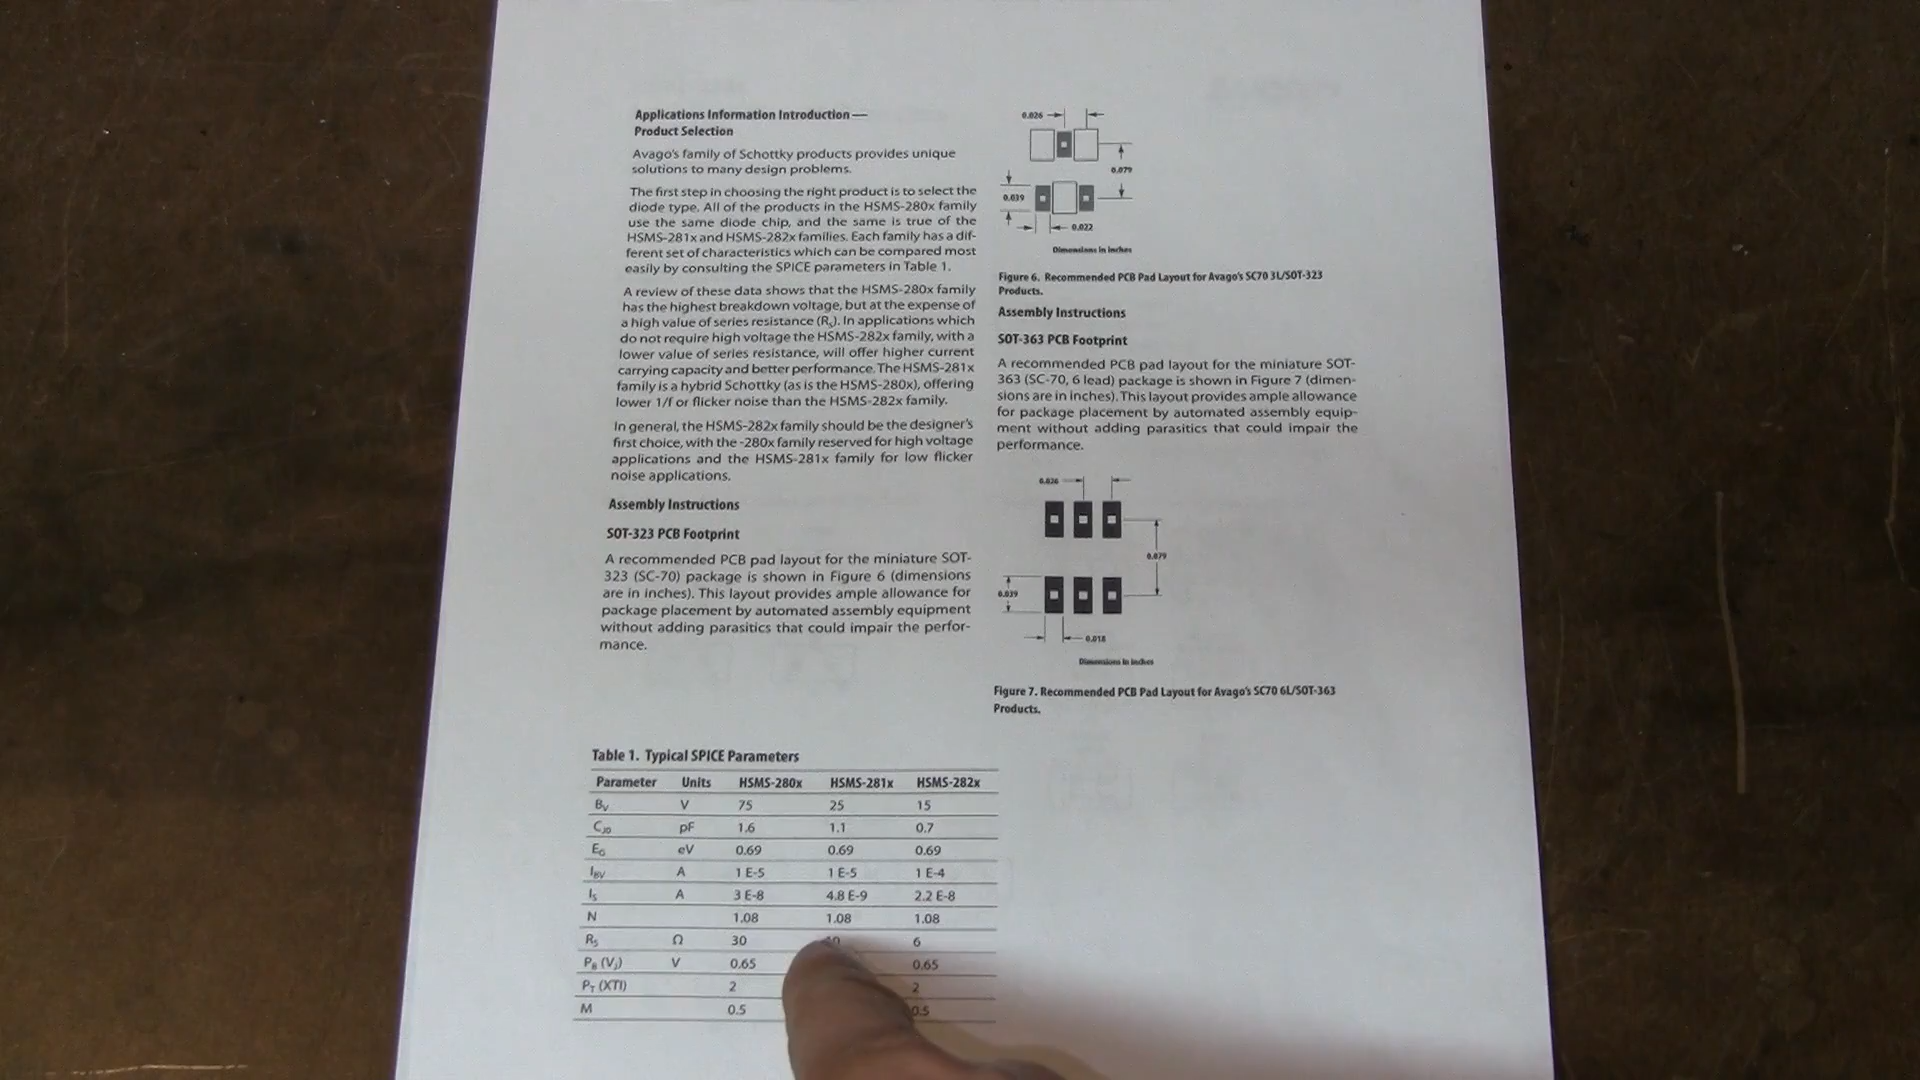 Applications Information Introduction —
Product Selection
Avago's family of Schottky products provides unique
solutions to many design problems.
The first step in choosing the right product is to select the
diode type. All of the products in the HSMS-280x family
use the same diode chip, and the same is true of the
HSMS-281x and HSMS-282x families. Each family has a dif-
ferent set of characteristics which can be compared most
easily by consulting the SPICE parameters in Table 1.
A review of these data shows that the HSMS-280x family
has the highest breakdown voltage, but at the expense of
a high value of series resistance (Rs). In applications which
do not require high voltage the HSMS-282x family, with a
lower value of series resistance, will offer higher current
carrying capacity and better performance. The HSMS-281x
family is a hybrid Schottky (as is the HSMS-280x), offering
lower 1/f or flicker noise than the HSMS-282x family.
In general, the HSMS-282x family should be the designer's
first choice, with the -280x family reserved for high voltage
applications and the HSMS-281x family for low flicker
noise applications.
Assembly Instructions
SOT-323 PCB Footprint
A recommended PCB pad layout for the miniature SOT-
323 (SC-70) package is shown in Figure 6 (dimensions
are in inches). This layout provides ample allowance for
package placement by automated assembly equipment
without adding parasitics that could impair the perfor-
mance.
0.026
0.079
0.039
0.022
Dimensions in inches
Figure 6. Recommended PCB Pad Layout for Avago's SC70 3L/SOT-323
Products.
Assembly Instructions
SOT-363 PCB Footprint
A recommended PCB pad layout for the miniature SOT-
363 (SC-70, 6 lead) package is shown in Figure 7 (dimen-
sions are in inches). This layout provides ample allowance
for package placement by automated assembly equip-
ment without adding parasitics that could impair the
performance.
0.026
0.079
0.039
0.018
Dimensions in inches
Figure 7. Recommended PCB Pad Layout for Avago's SC70 6L/SOT-363
Products.
Table 1. Typical SPICE Parameters
Parameter Units HSMS-280x HSMS-281x HSMS-282x
BV V 75 25 15
CJ0 pF 1.6 1.1 0.7
EG eV 0.69 0.69 0.69
IBV A 1 E-5 1 E-5 1 E-4
IS A 3 E-8 4.8 E-9 2.2 E-8
N 1.08 1.08 1.08
RS Ω 30 6
PB (VJ) V 0.65 0.65
PT (XTI) 2 2
M 0.5 0.5